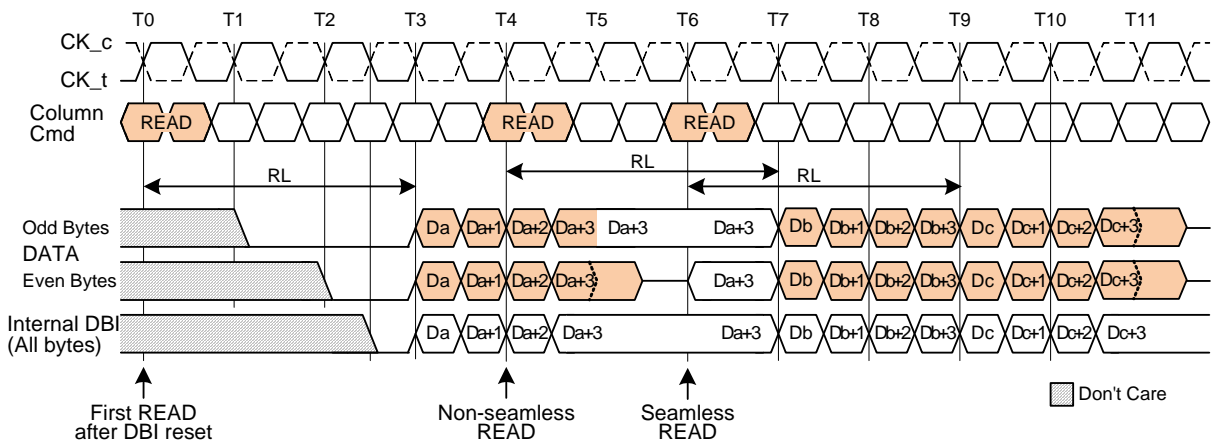 T0 T1 T2 T3 T4 T5 T6 T7 T8 T9 T10 T11
CK_c
CK_t
Column
Cmd
READ READ READ
RL RL RL
Odd Bytes Da Da+1 Da+2 Da+3 Da+3 Da+3 Db Db+1 Db+2 Db+3 Dc Dc+1 Dc+2 Dc+3
DATA
Even Bytes Da Da+1 Da+2 Da+3 Da+3 Db Db+1 Db+2 Db+3 Dc Dc+1 Dc+2 Dc+3
Internal DBI
(All bytes)
Da Da+1 Da+2 Da+3 Da+3 Db Db+1 Db+2 Db+3 Dc Dc+1 Dc+2 Dc+3
First READ
after DBI reset
Non-seamless
READ
Seamless
READ
Don't Care